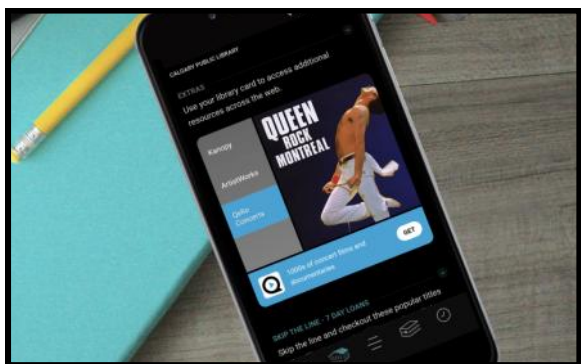 CALGARY PUBLIC LIBRARY
EXTRAS
Use your library card to access additional
resources across the web.
Kanopy
ArtistWorks
Qello
Concerts
QUEEN
ROCK
MONTREAL
1000s of concert films and
documentaries
GET
SKIP THE LINE - 7 DAY LOANS
Skip the line and checkout these popular titles